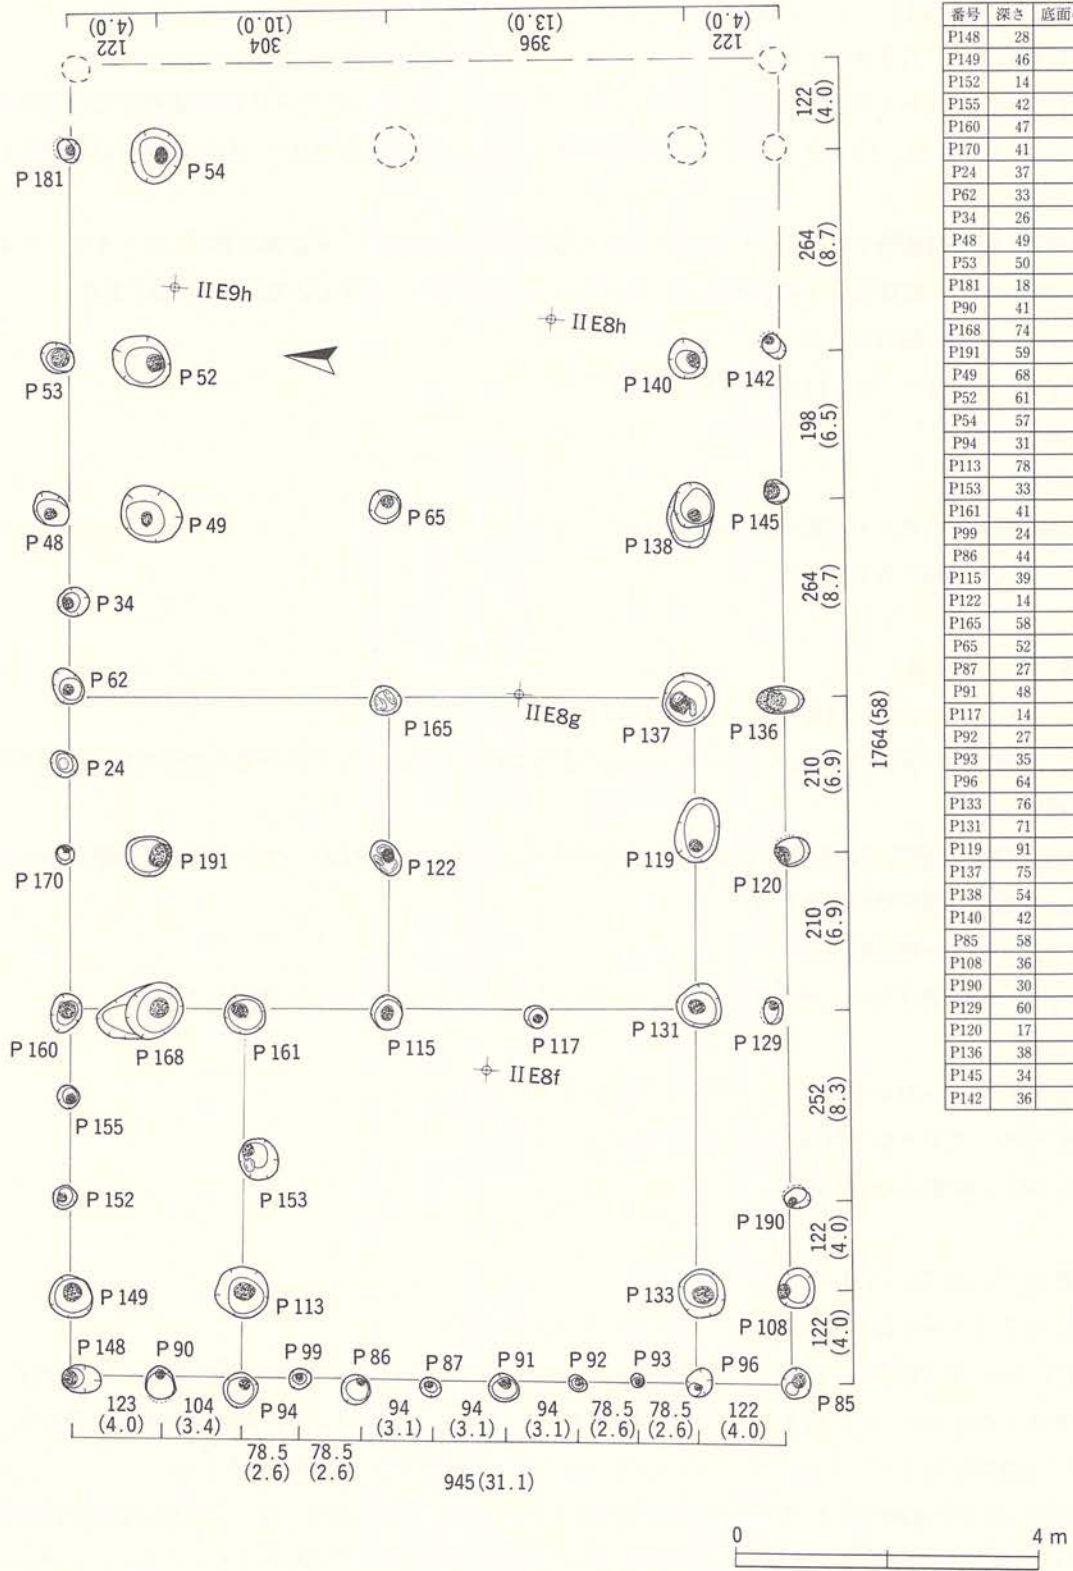 (4.0) (10.0) (13.0) (4.0)
122 304 396 122
122
(4.0)
P 181
P 54
264
(8.7)
II E9h
II E8h
P 53
P 52
P 140
P 142
198
(6.5)
P 48
P 49
P 65
P 138
P 145
P 34
264
(8.7)
P 62
P 165
II E8g
P 137
P 136
1764(58)
P 24
210
(6.9)
P 170
P 191
P 122
P 119
P 120
210
(6.9)
P 160
P 168
P 161
P 115
P 117
P 131
P 129
II E8f
P 155
252
(8.3)
P 153
P 152
P 190
122
(4.0)
P 149
P 113
P 133
P 108
122
(4.0)
P 148 P 90 P 99 P 86 P 87 P 91 P 92 P 93 P 96
P 94
P 85
123 104 94 94 94 78.5 78.5 122
(4.0) (3.4) (3.1) (3.1) (3.1) (2.6) (2.6) (4.0)
78.5 78.5
(2.6) (2.6)
945(31.1)
0 4 m
番号 深さ 底面
P148 28
P149 46
P152 14
P155 42
P160 47
P170 41
P24 37
P62 33
P34 26
P48 49
P53 50
P181 18
P90 41
P168 74
P191 59
P49 68
P52 61
P54 57
P94 31
P113 78
P153 33
P161 41
P99 24
P86 44
P115 39
P122 14
P165 58
P65 52
P87 27
P91 48
P117 14
P92 27
P93 35
P96 64
P133 76
P131 71
P119 91
P137 75
P138 54
P140 42
P85 58
P108 36
P190 30
P129 60
P120 17
P136 38
P145 34
P142 36